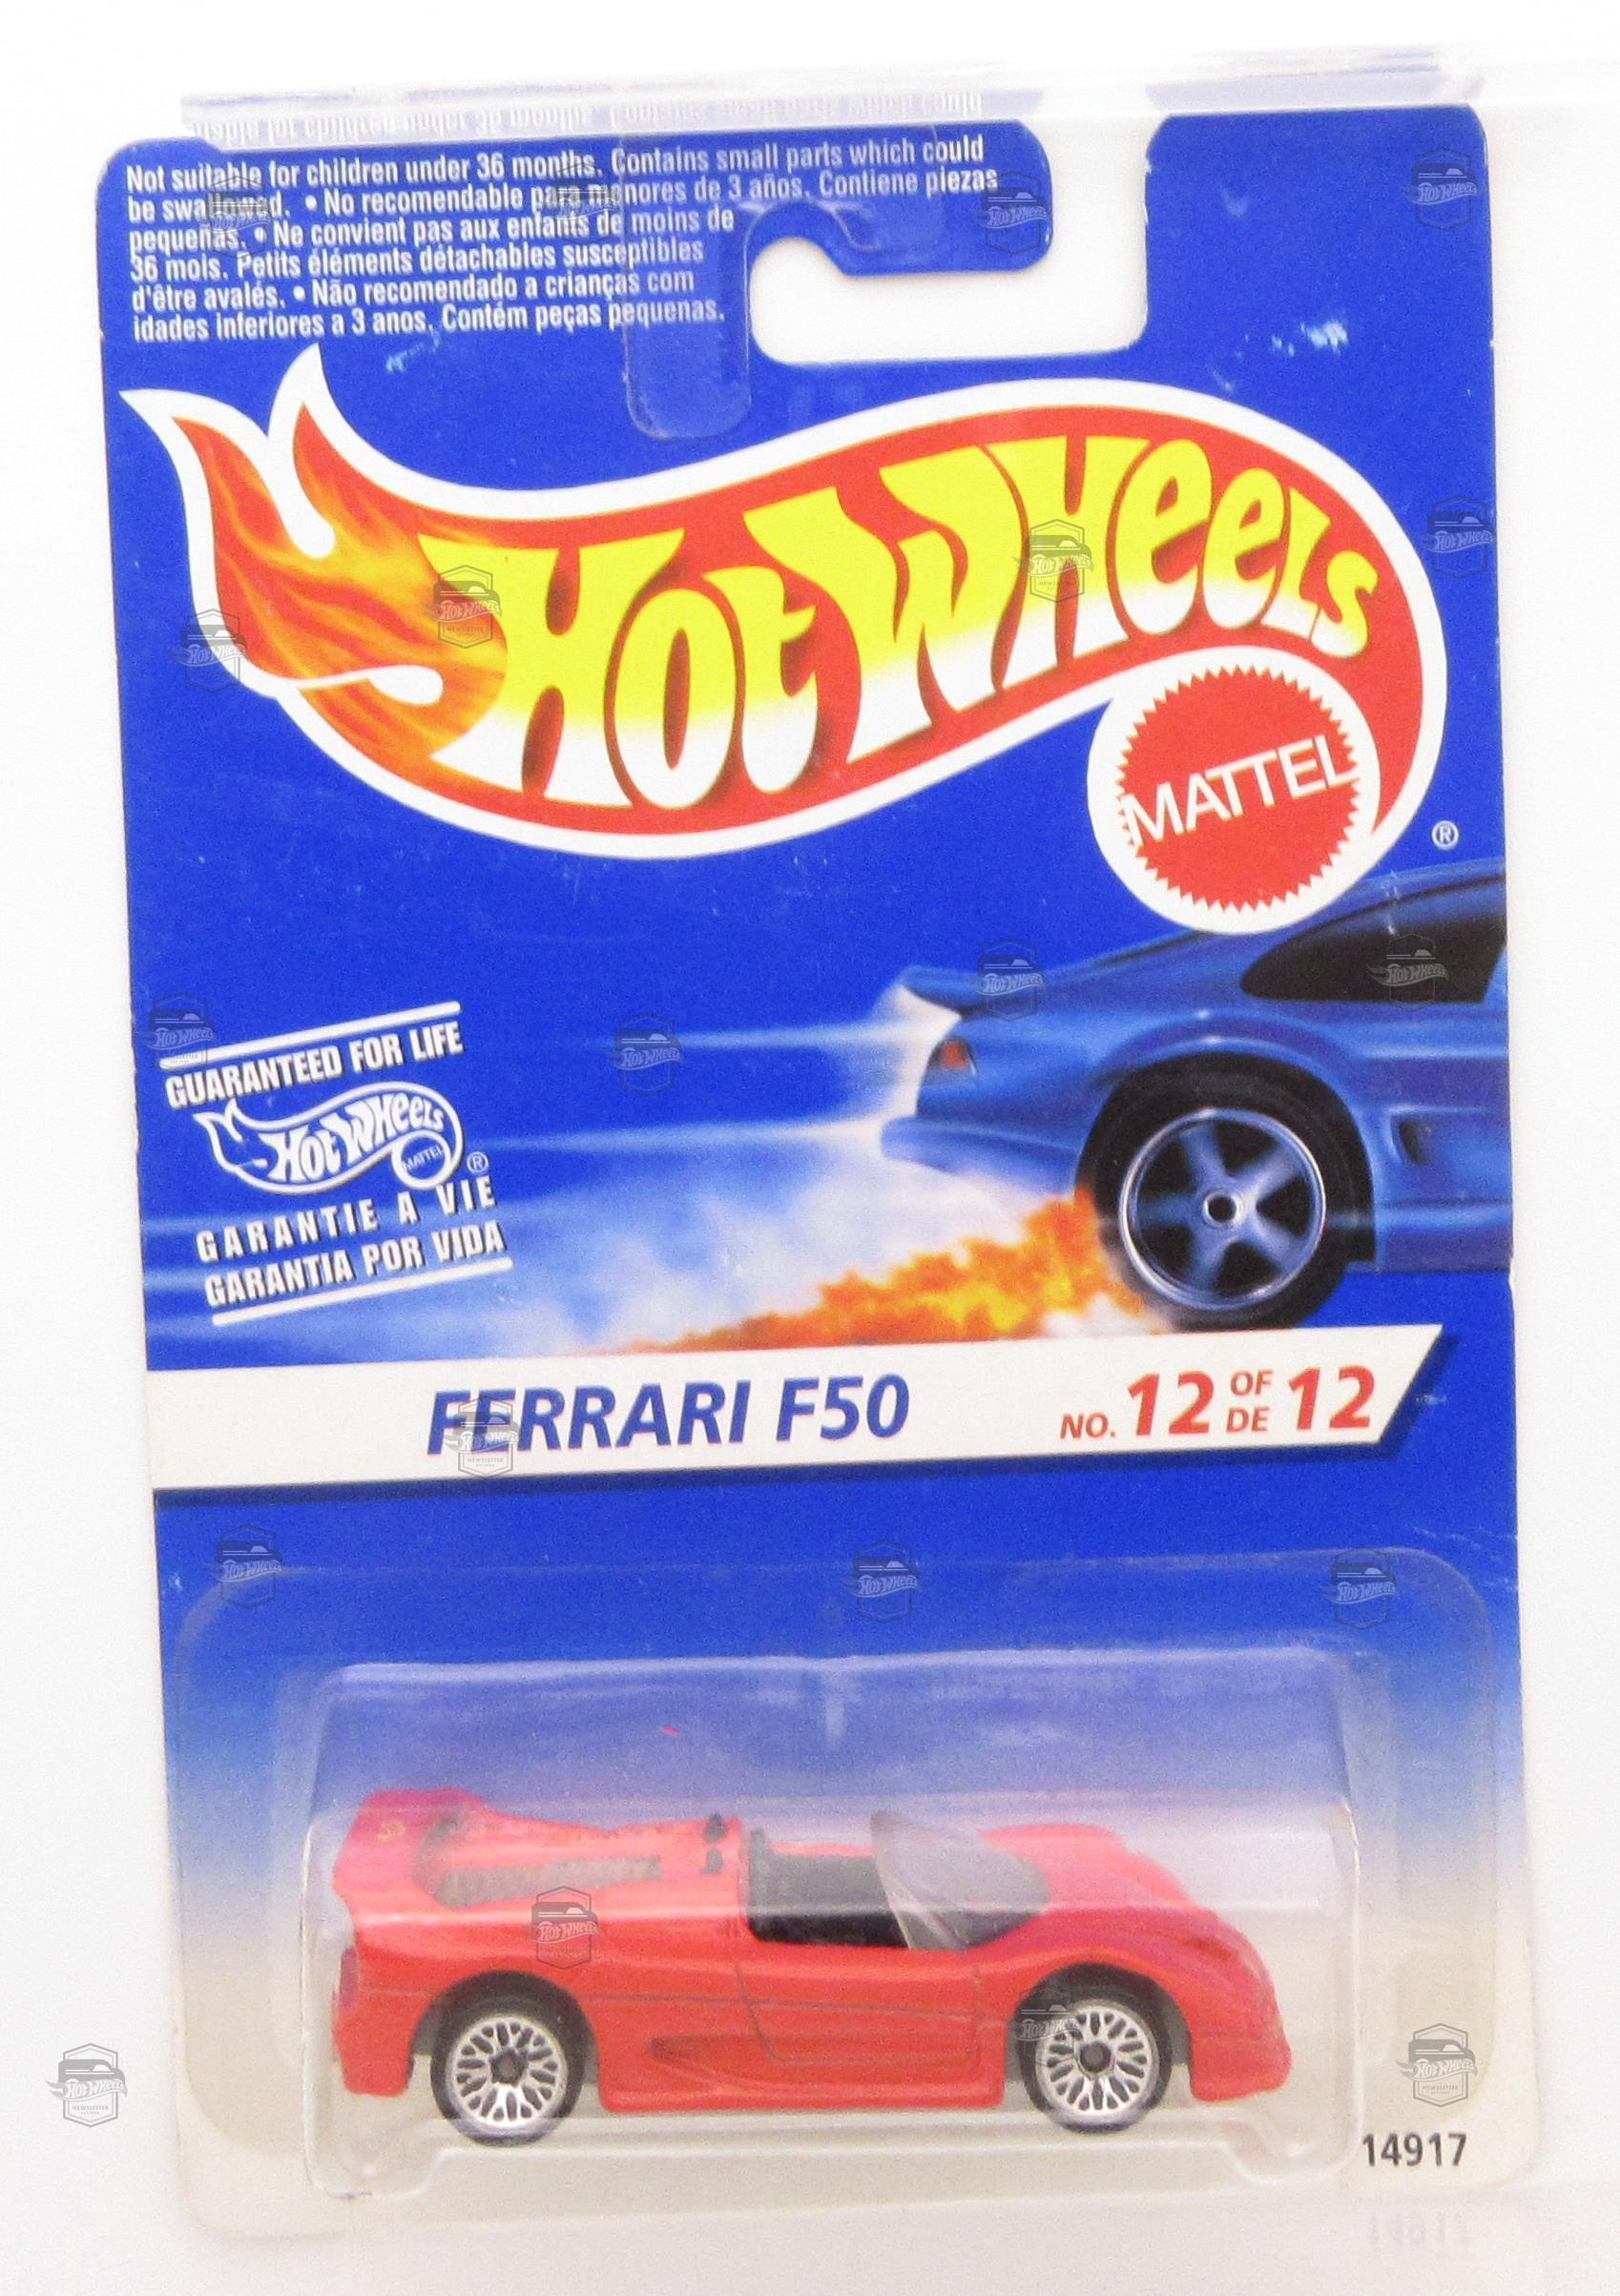 Not suitable for children under 36 months. Contains small parts which could
be swallowed. • No recomendable para menores de 3 años. Contiene piezas
pequeñas. • Ne convient pas aux enfants de moins de
36 mois. Petits éléments détachables susceptibles
d'être avalés. • Não recomendado a crianças com
idades inferiores a 3 anos. Contém peças pequenas.
Hot Wheels
MATTEL
®
GUARANTEED FOR LIFE
Hot Wheels
MATTEL
®
GARANTIE A VIE
GARANTIA POR VIDA
FERRARI F50
NO. 12 OF DE 12
14917